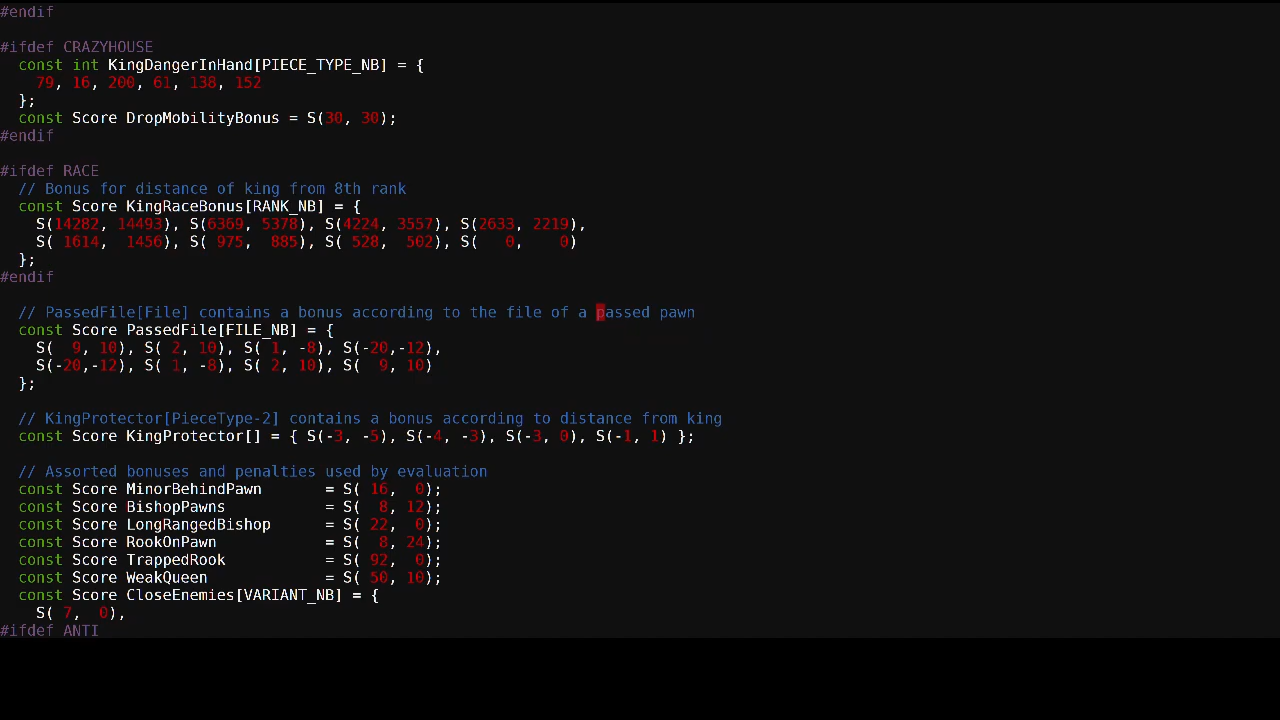 #endif
#ifdef CRAZYHOUSE
const int KingDangerInHand[PIECE_TYPE_NB] = {
79, 16, 200, 61, 138, 152
};
const Score DropMobilityBonus = S(30, 30);
#endif
#ifdef RACE
// Bonus for distance of king from 8th rank
const Score KingRaceBonus[RANK_NB] = {
S(14282, 14493), S(6369, 5378), S(4224, 3557), S(2633, 2219),
S( 1614, 1456), S( 975, 885), S( 528, 502), S( 0, 0)
};
#endif
// PassedFile[File] contains a bonus according to the file of a passed pawn
const Score PassedFile[FILE_NB] = {
S( 9, 10), S( 2, 10), S( 1, -8), S(-20,-12),
S(-20,-12), S( 1, -8), S( 2, 10), S( 9, 10)
};
// KingProtector[PieceType-2] contains a bonus according to distance from king
const Score KingProtector[] = { S(-3, -5), S(-4, -3), S(-3, 0), S(-1, 1) };
// Assorted bonuses and penalties used by evaluation
const Score MinorBehindPawn = S( 16, 0);
const Score BishopPawns = S( 8, 12);
const Score LongRangedBishop = S( 22, 0);
const Score RookOnPawn = S( 8, 24);
const Score TrappedRook = S( 92, 0);
const Score WeakQueen = S( 50, 10);
const Score CloseEnemies[VARIANT_NB] = {
S( 7, 0),
#ifdef ANTI